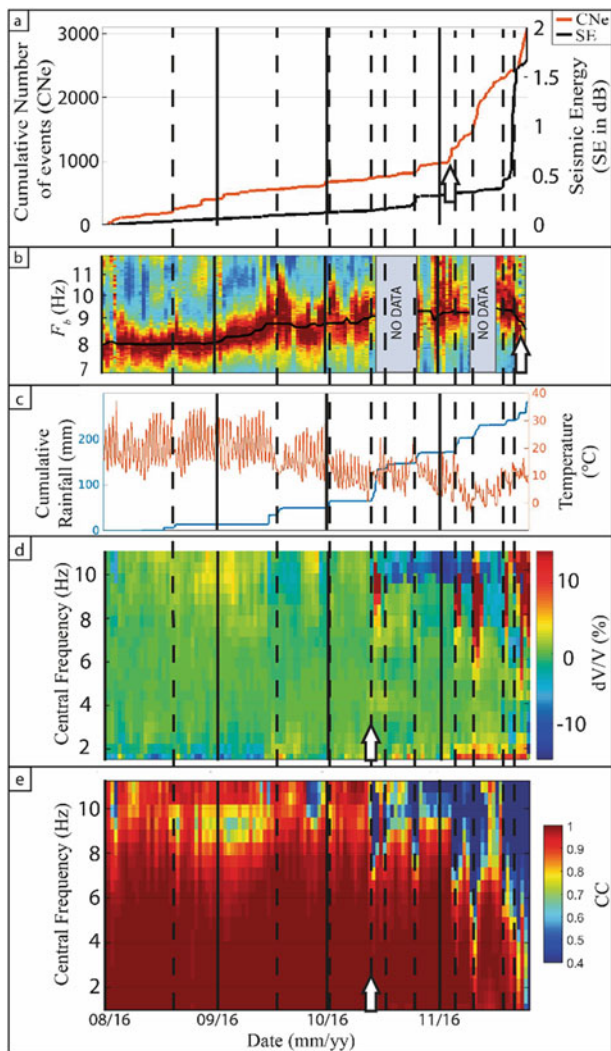 a
3000
2000
1000
0
Cumulative Number
of events (CNe)
CNe
SE
2
1.5
1
0.5
0
Seismic Energy
(SE in dB)
b
11
10
9
8
7
Fb (Hz)
NO DATA
NO DATA
c
200
100
0
Cumulative
Rainfall (mm)
40
30
20
10
0
Temperature
(°C)
d
10
8
6
4
2
Central Frequency (Hz)
10
0
-10
dV/V (%)
e
10
8
6
4
2
Central Frequency (Hz)
1
0.9
0.8
0.7
0.6
0.5
0.4
CC
08/16
09/16
10/16
11/16
Date (mm/yy)